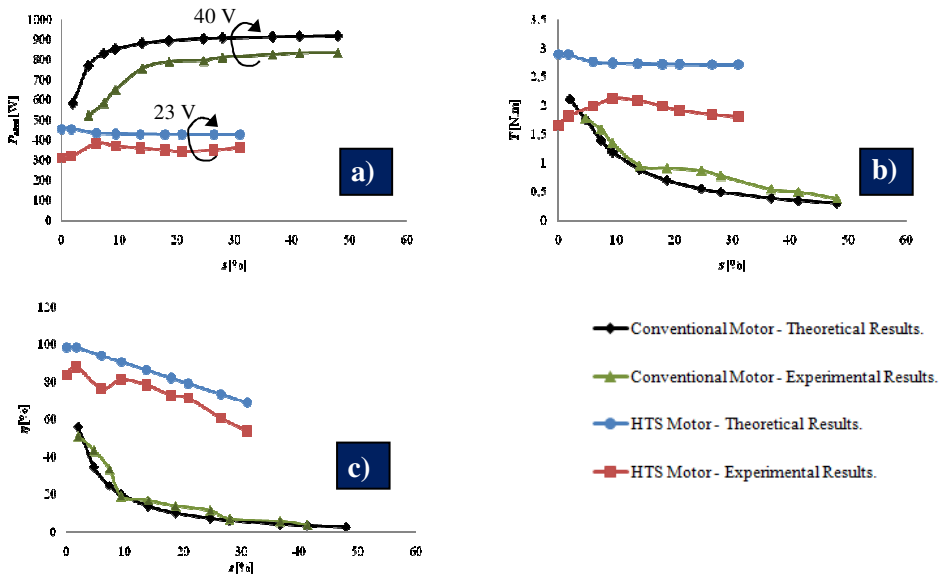 40 V
1000
900
800
700
600
500
400
300
200
100
0
[W]
23 V
a)
0 10 20 30 40 50 60
s[%]
3,5
3
2,5
2
1,5
1
0,5
0
T[N.m]
b)
0 10 20 30 40 50 60
s[%]
120
100
80
60
40
20
0
η[%]
c)
0 10 20 30 40 50 60
s[%]
Conventional Motor - Theoretical Results.
Conventional Motor - Experimental Results.
HTS Motor - Theoretical Results.
HTS Motor - Experimental Results.